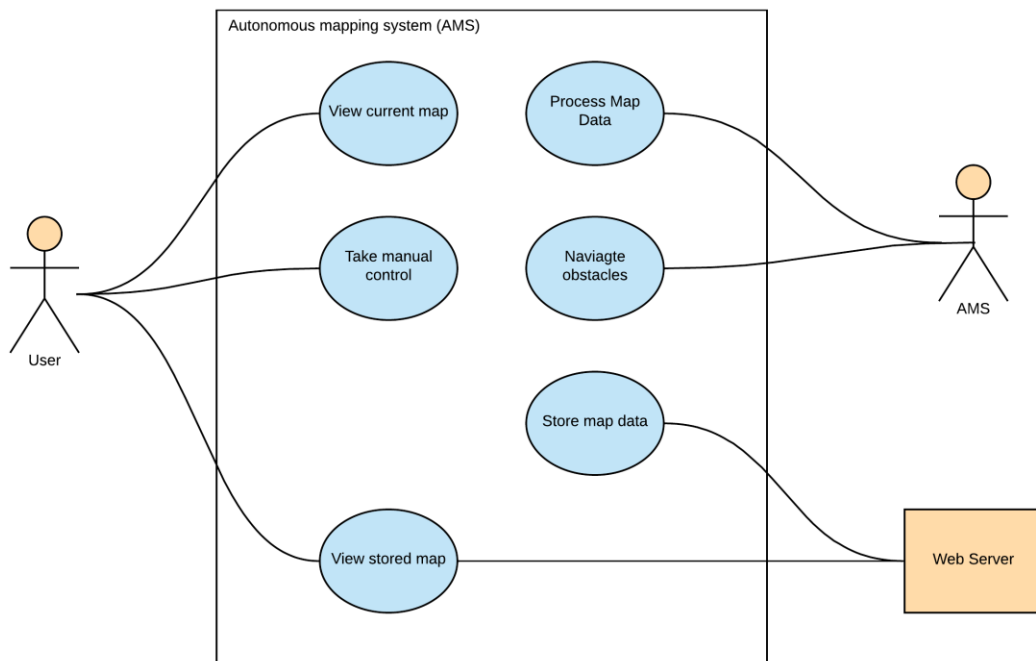 Autonomous mapping system (AMS)
View current map
Process Map
Data
Take manual
control
Naviagte
obstacles
User
AMS
Store map data
View stored map
Web Server